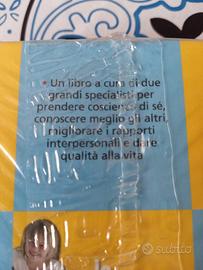 * Un libro a cura di due
grandi specialisti per
prendere coscienza di sé,
conoscere meglio gli altri,
migliorare i rapporti
interpersonali e dare
qualità alla vita
subito